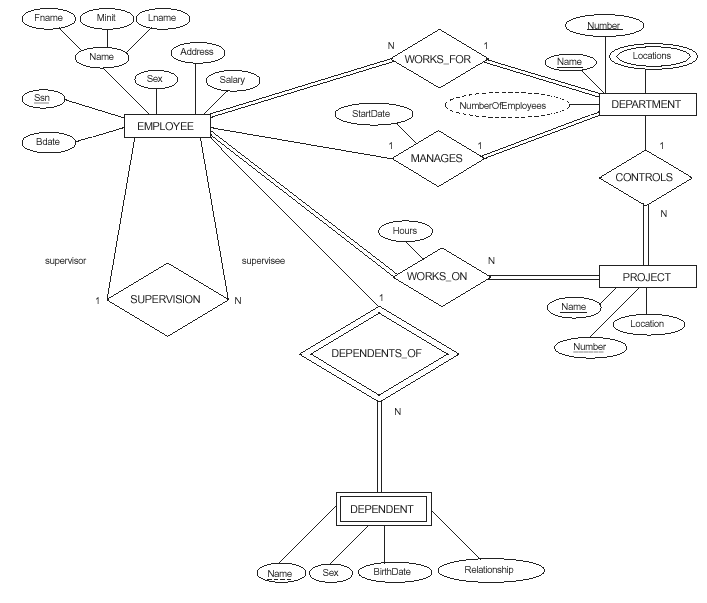 Fname
Minit
Lname
Name
Address
Sex
Salary
Ssn
Bdate
EMPLOYEE
N
WORKS_FOR
1
Number
Name
Locations
NumberOfEmployees
DEPARTMENT
StartDate
1
MANAGES
1
1
CONTROLS
N
supervisor
supervisee
1
SUPERVISION
N
Hours
WORKS_ON
N
PROJECT
Name
Number
Location
1
DEPENDENTS_OF
N
DEPENDENT
Name
Sex
BirthDate
Relationship